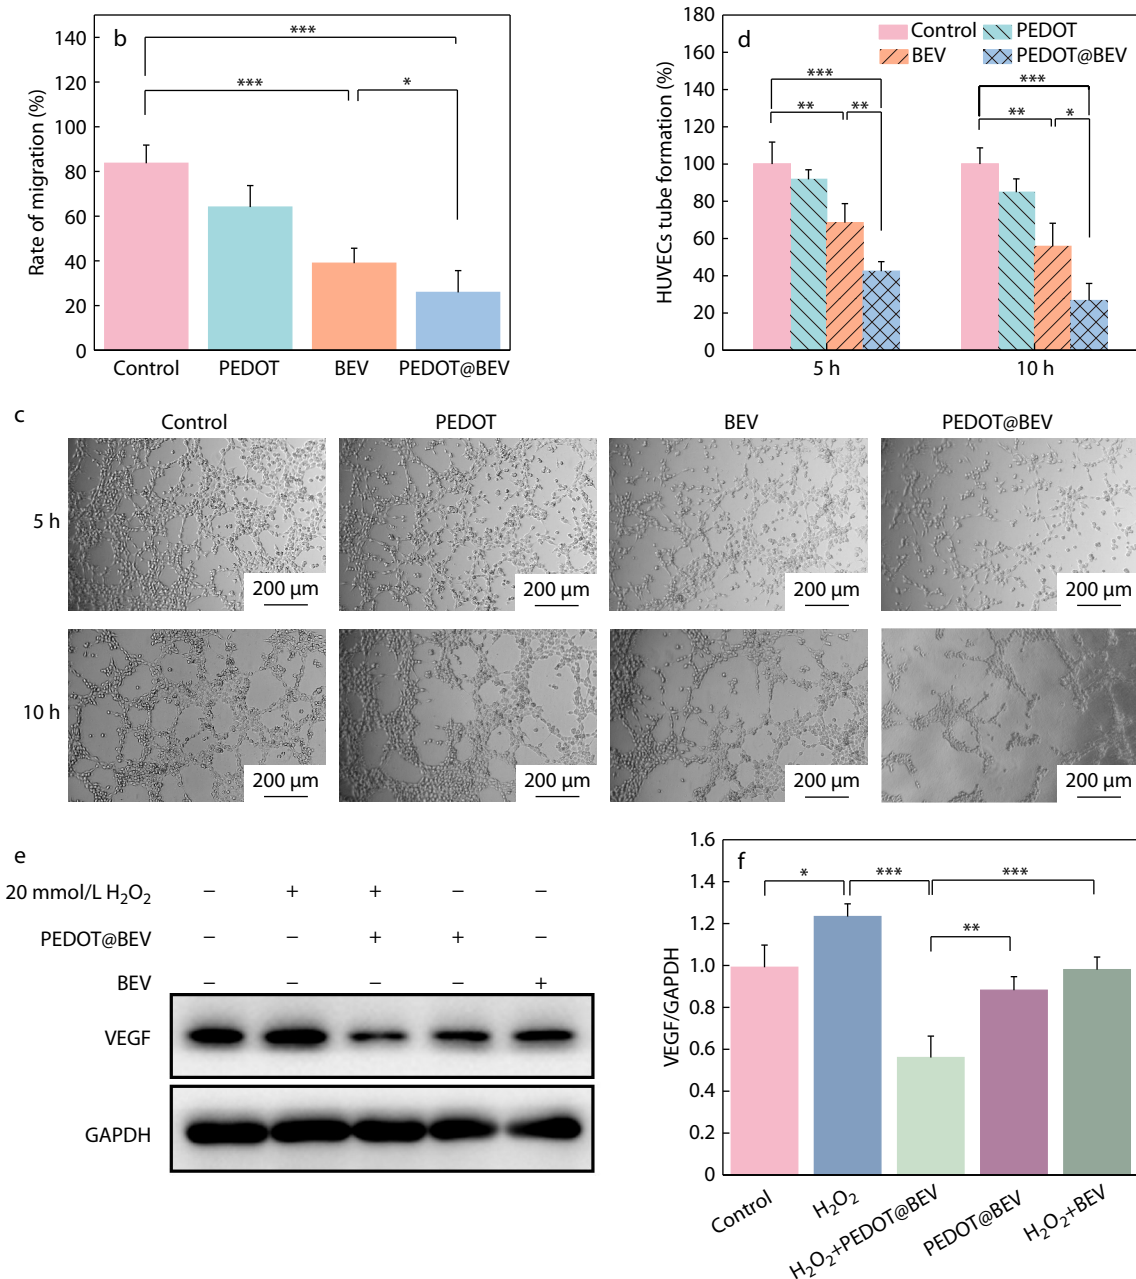 b
Rate of migration (%)
140
120
100
80
60
40
20
0
***
***
*
Control PEDOT BEV PEDOT@BEV
d
HUVECs tube formation (%)
180
160
140
120
100
80
60
40
20
0
Control PEDOT
BEV PEDOT@BEV
*** ***
** ** ** *
5 h 10 h
c
Control PEDOT BEV PEDOT@BEV
5 h
200 μm 200 μm 200 μm 200 μm
10 h
200 μm 200 μm 200 μm 200 μm
e
20 mmol/L H₂O₂ − + + − −
PEDOT@BEV − − + + −
BEV − − − − +
VEGF
GAPDH
f
VEGF/GAPDH
1.6
1.4
1.2
1.0
0.8
0.6
0.4
0.2
0
* *** ***
**
Control
H₂O₂
H₂O₂+PEDOT@BEV
PEDOT@BEV
H₂O₂+BEV